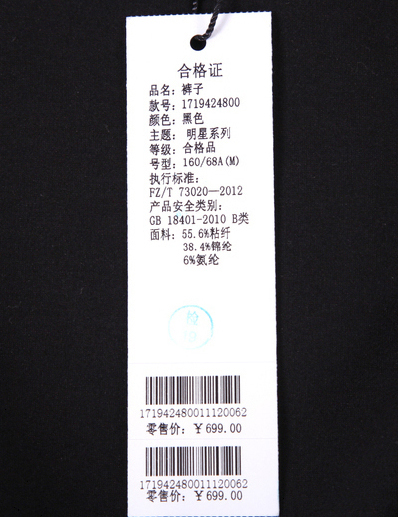 合格证
品名: 裤子
款号: 1719424800
颜色: 黑色
主题: 明星系列
等级: 合格品
号型: 160/68A(M)
执行标准:
FZ/T 73020—2012
产品安全类别:
GB 18401-2010 B类
面料: 55.6%粘纤
38.4%锦纶
6%氨纶
171942480011120062
零售价: ¥699.00
171942480011120062
零售价: ¥699.00